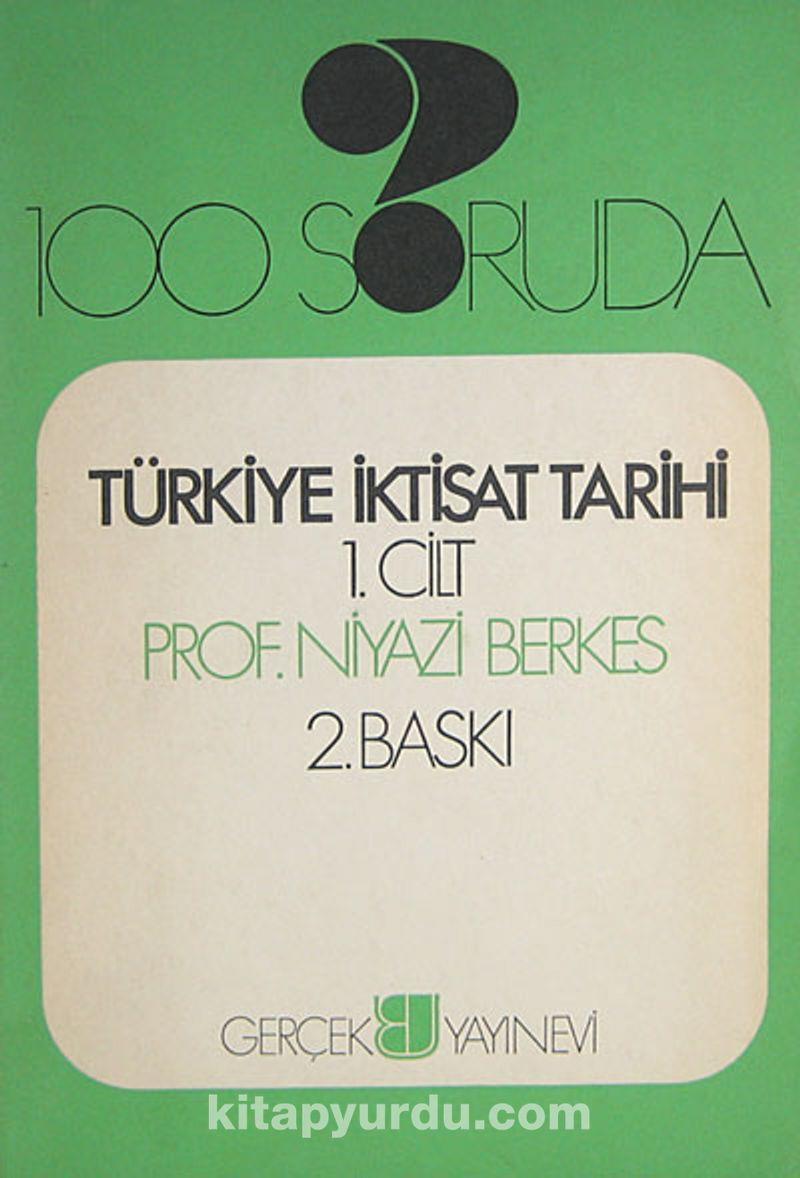 100 SORUDA
TÜRKİYE İKTİSAT TARİHİ
1. CİLT
PROF. NİYAZİ BERKES
2. BASKI
GERÇEK YAYINEVİ
kitapyurdu.com